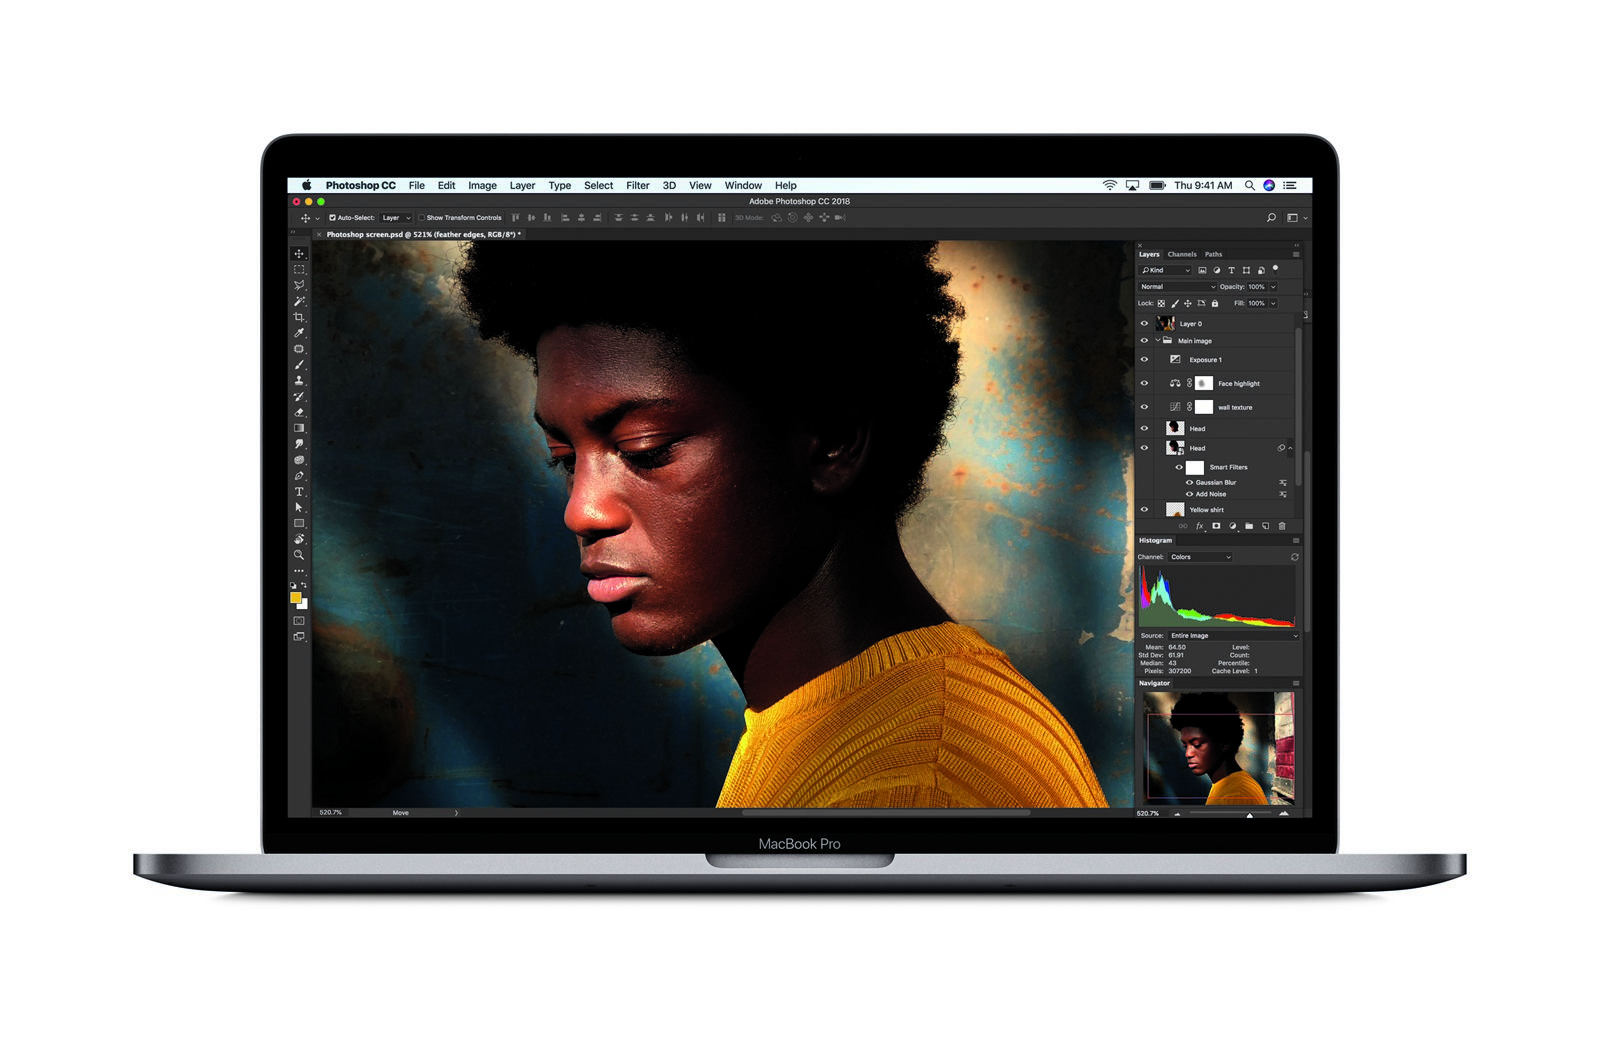 Photoshop CC File Edit Image Layer Type Select Filter 3D View Window Help Thu 9:41 AM
Adobe Photoshop CC 2018
Auto-Select: Layer Show Transform Controls 3D Mode:
Photoshop screen.psd @ 521% (feather edges, RGB/8*) *
Layers Channels Paths
Kind
Normal Opacity: 100%
Lock: Fill: 100%
Layer 0
Main image
Exposure 1
Face highlight
wall texture
Head
Head
Smart Filters
Gaussian Blur
Add Noise
Yellow shirt
fx
Histogram
Channel: Colors
Source: Entire Image
Mean: 64.50 Level:
Std Dev: 61.91 Count:
Median: 43 Percentile:
Pixels: 307200 Cache Level: 1
Navigator
520.7% Move 520.7%
MacBook Pro